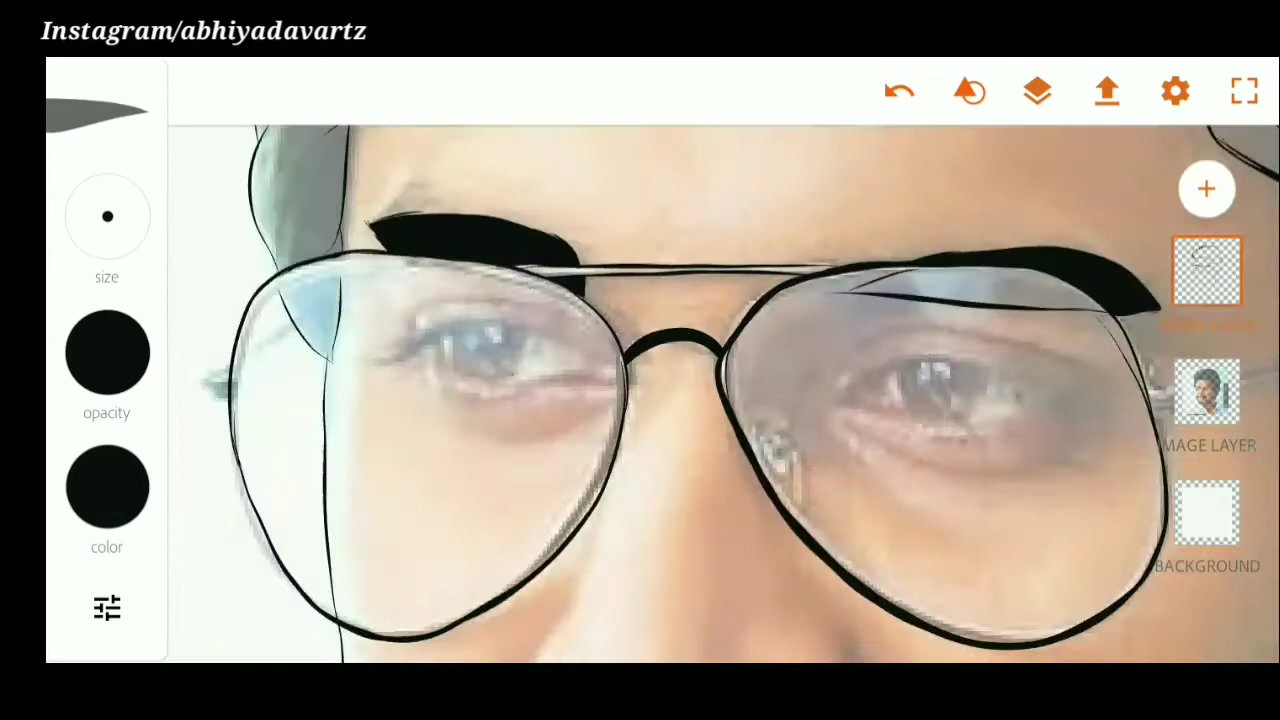 Instagram/abhiyadavartz
size
opacity
color
MAGE LAYER
BACKGROUND